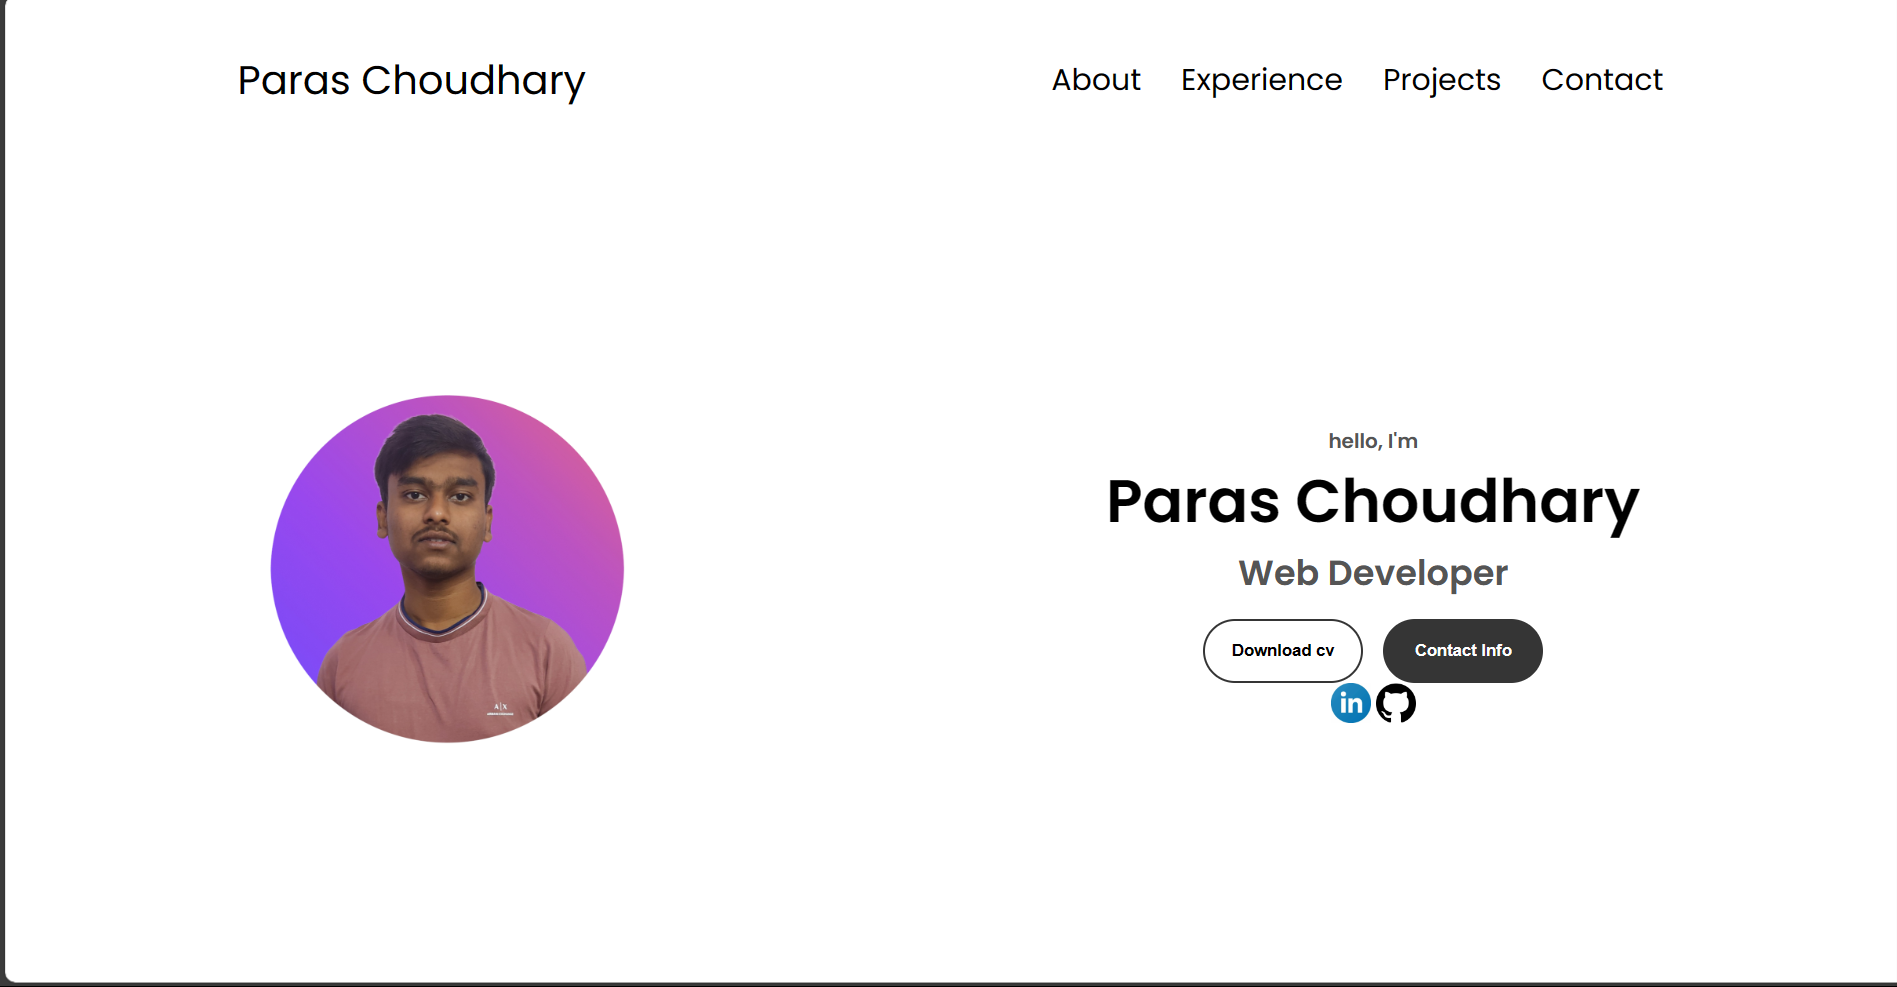 Paras Choudhary
About Experience Projects Contact
hello, I'm
Paras Choudhary
Web Developer
Download cv Contact Info
in
A|X